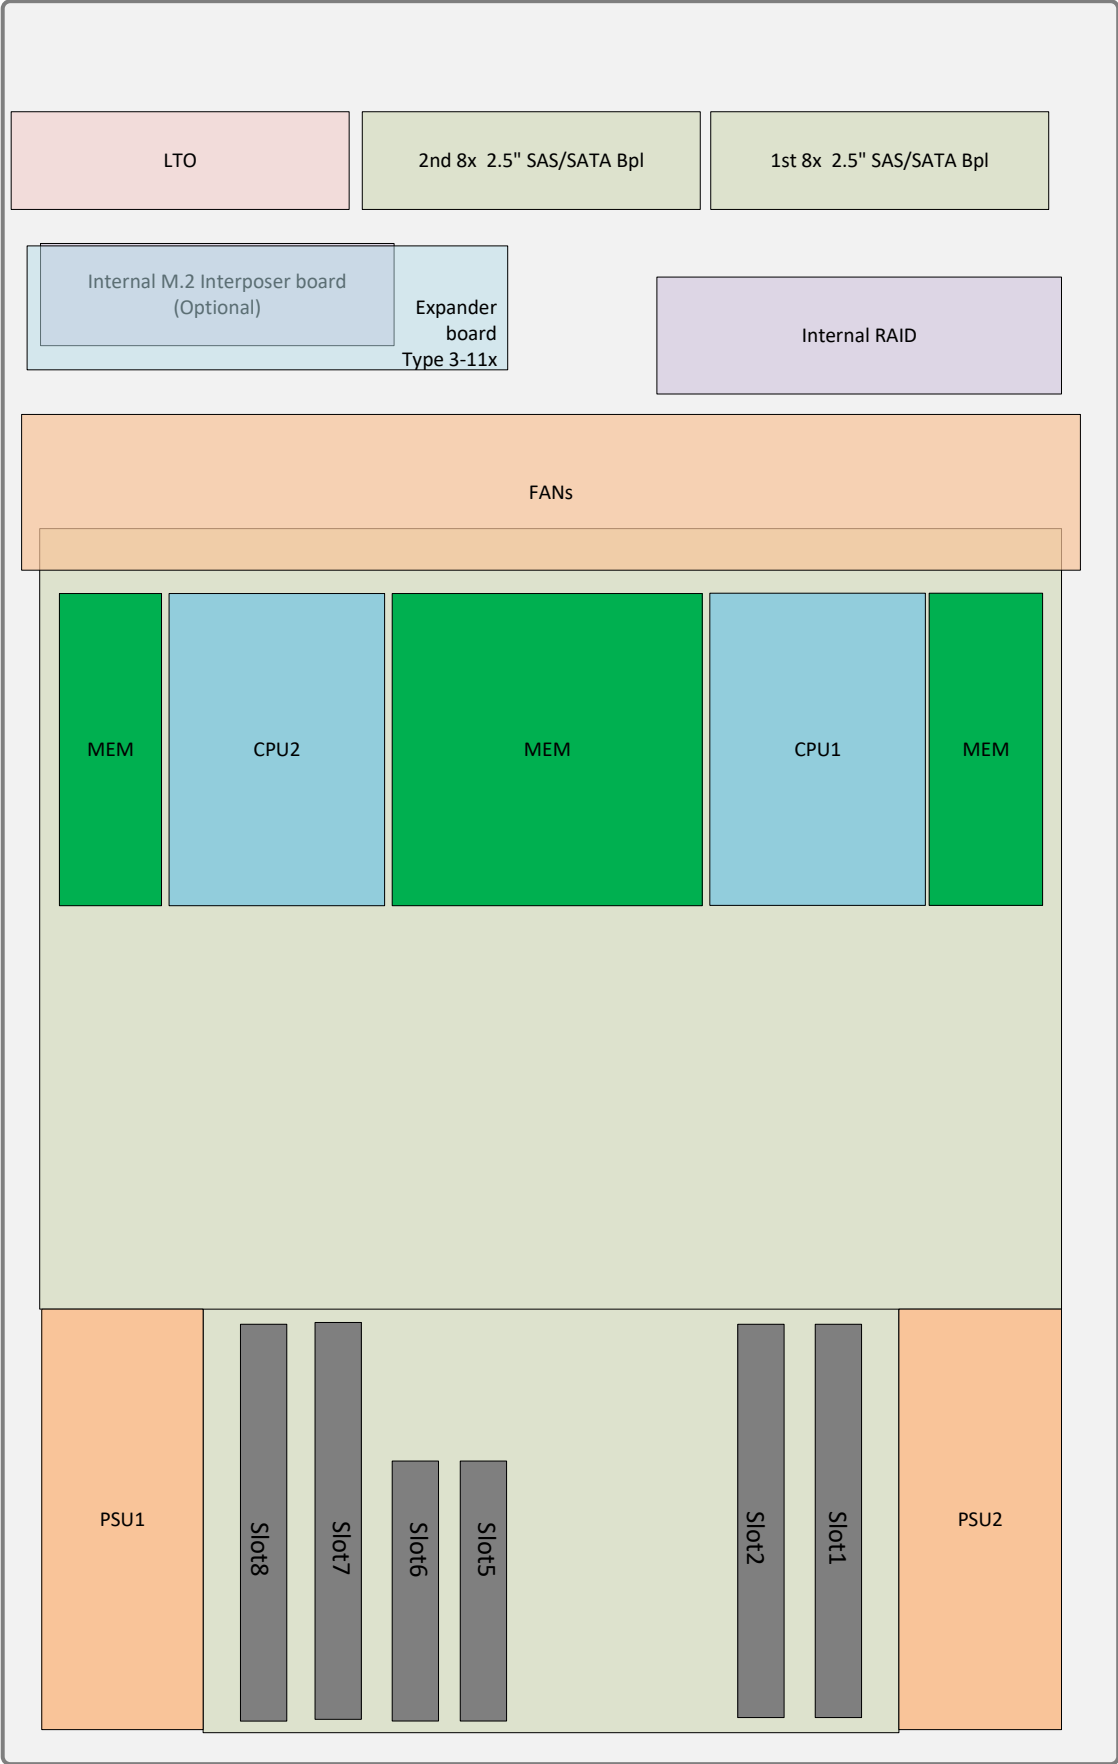 LTO
2nd 8x  2.5" SAS/SATA Bpl
1st 8x  2.5" SAS/SATA Bpl
Internal M.2 Interposer board
(Optional)
Expander
board
Type 3-11x
Internal RAID
FANs
MEM
CPU2
MEM
CPU1
MEM
PSU1
Slot8
Slot7
Slot6
Slot5
Slot2
Slot1
PSU2